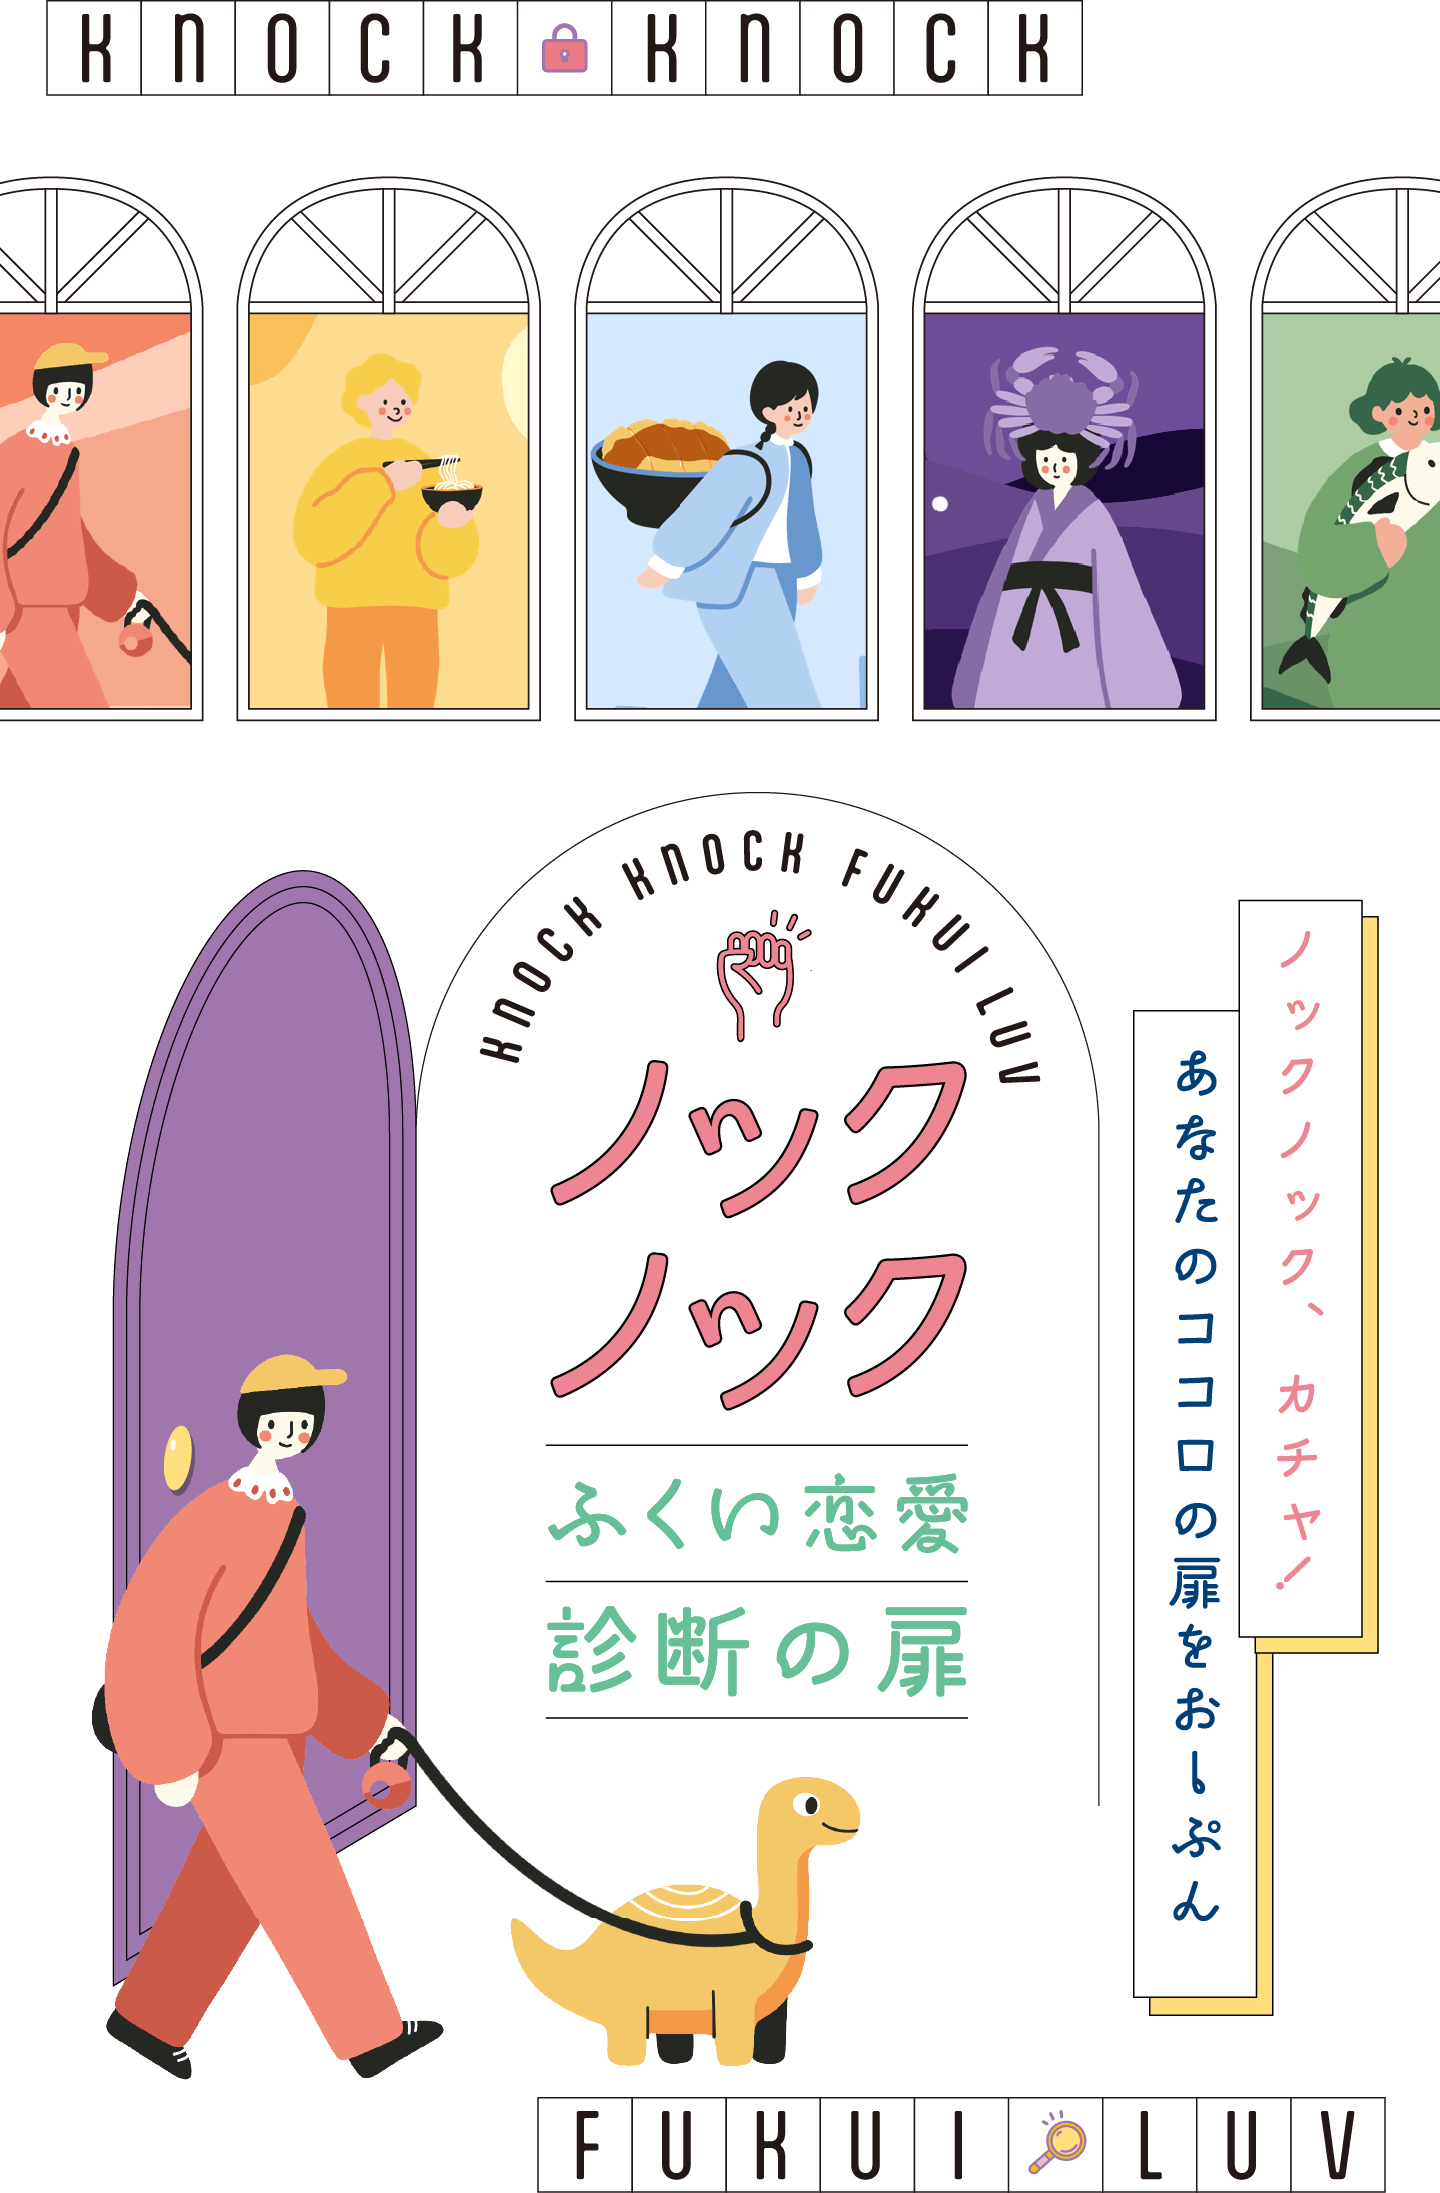 KNOCK KNOCK
KNOCK KNOCK FUKUI LUV
ノック
ノック
ふくい恋愛
診断の扉
ノックノック、カチャ！
あなたのココロの扉をおーぷん
FUKUI LUV